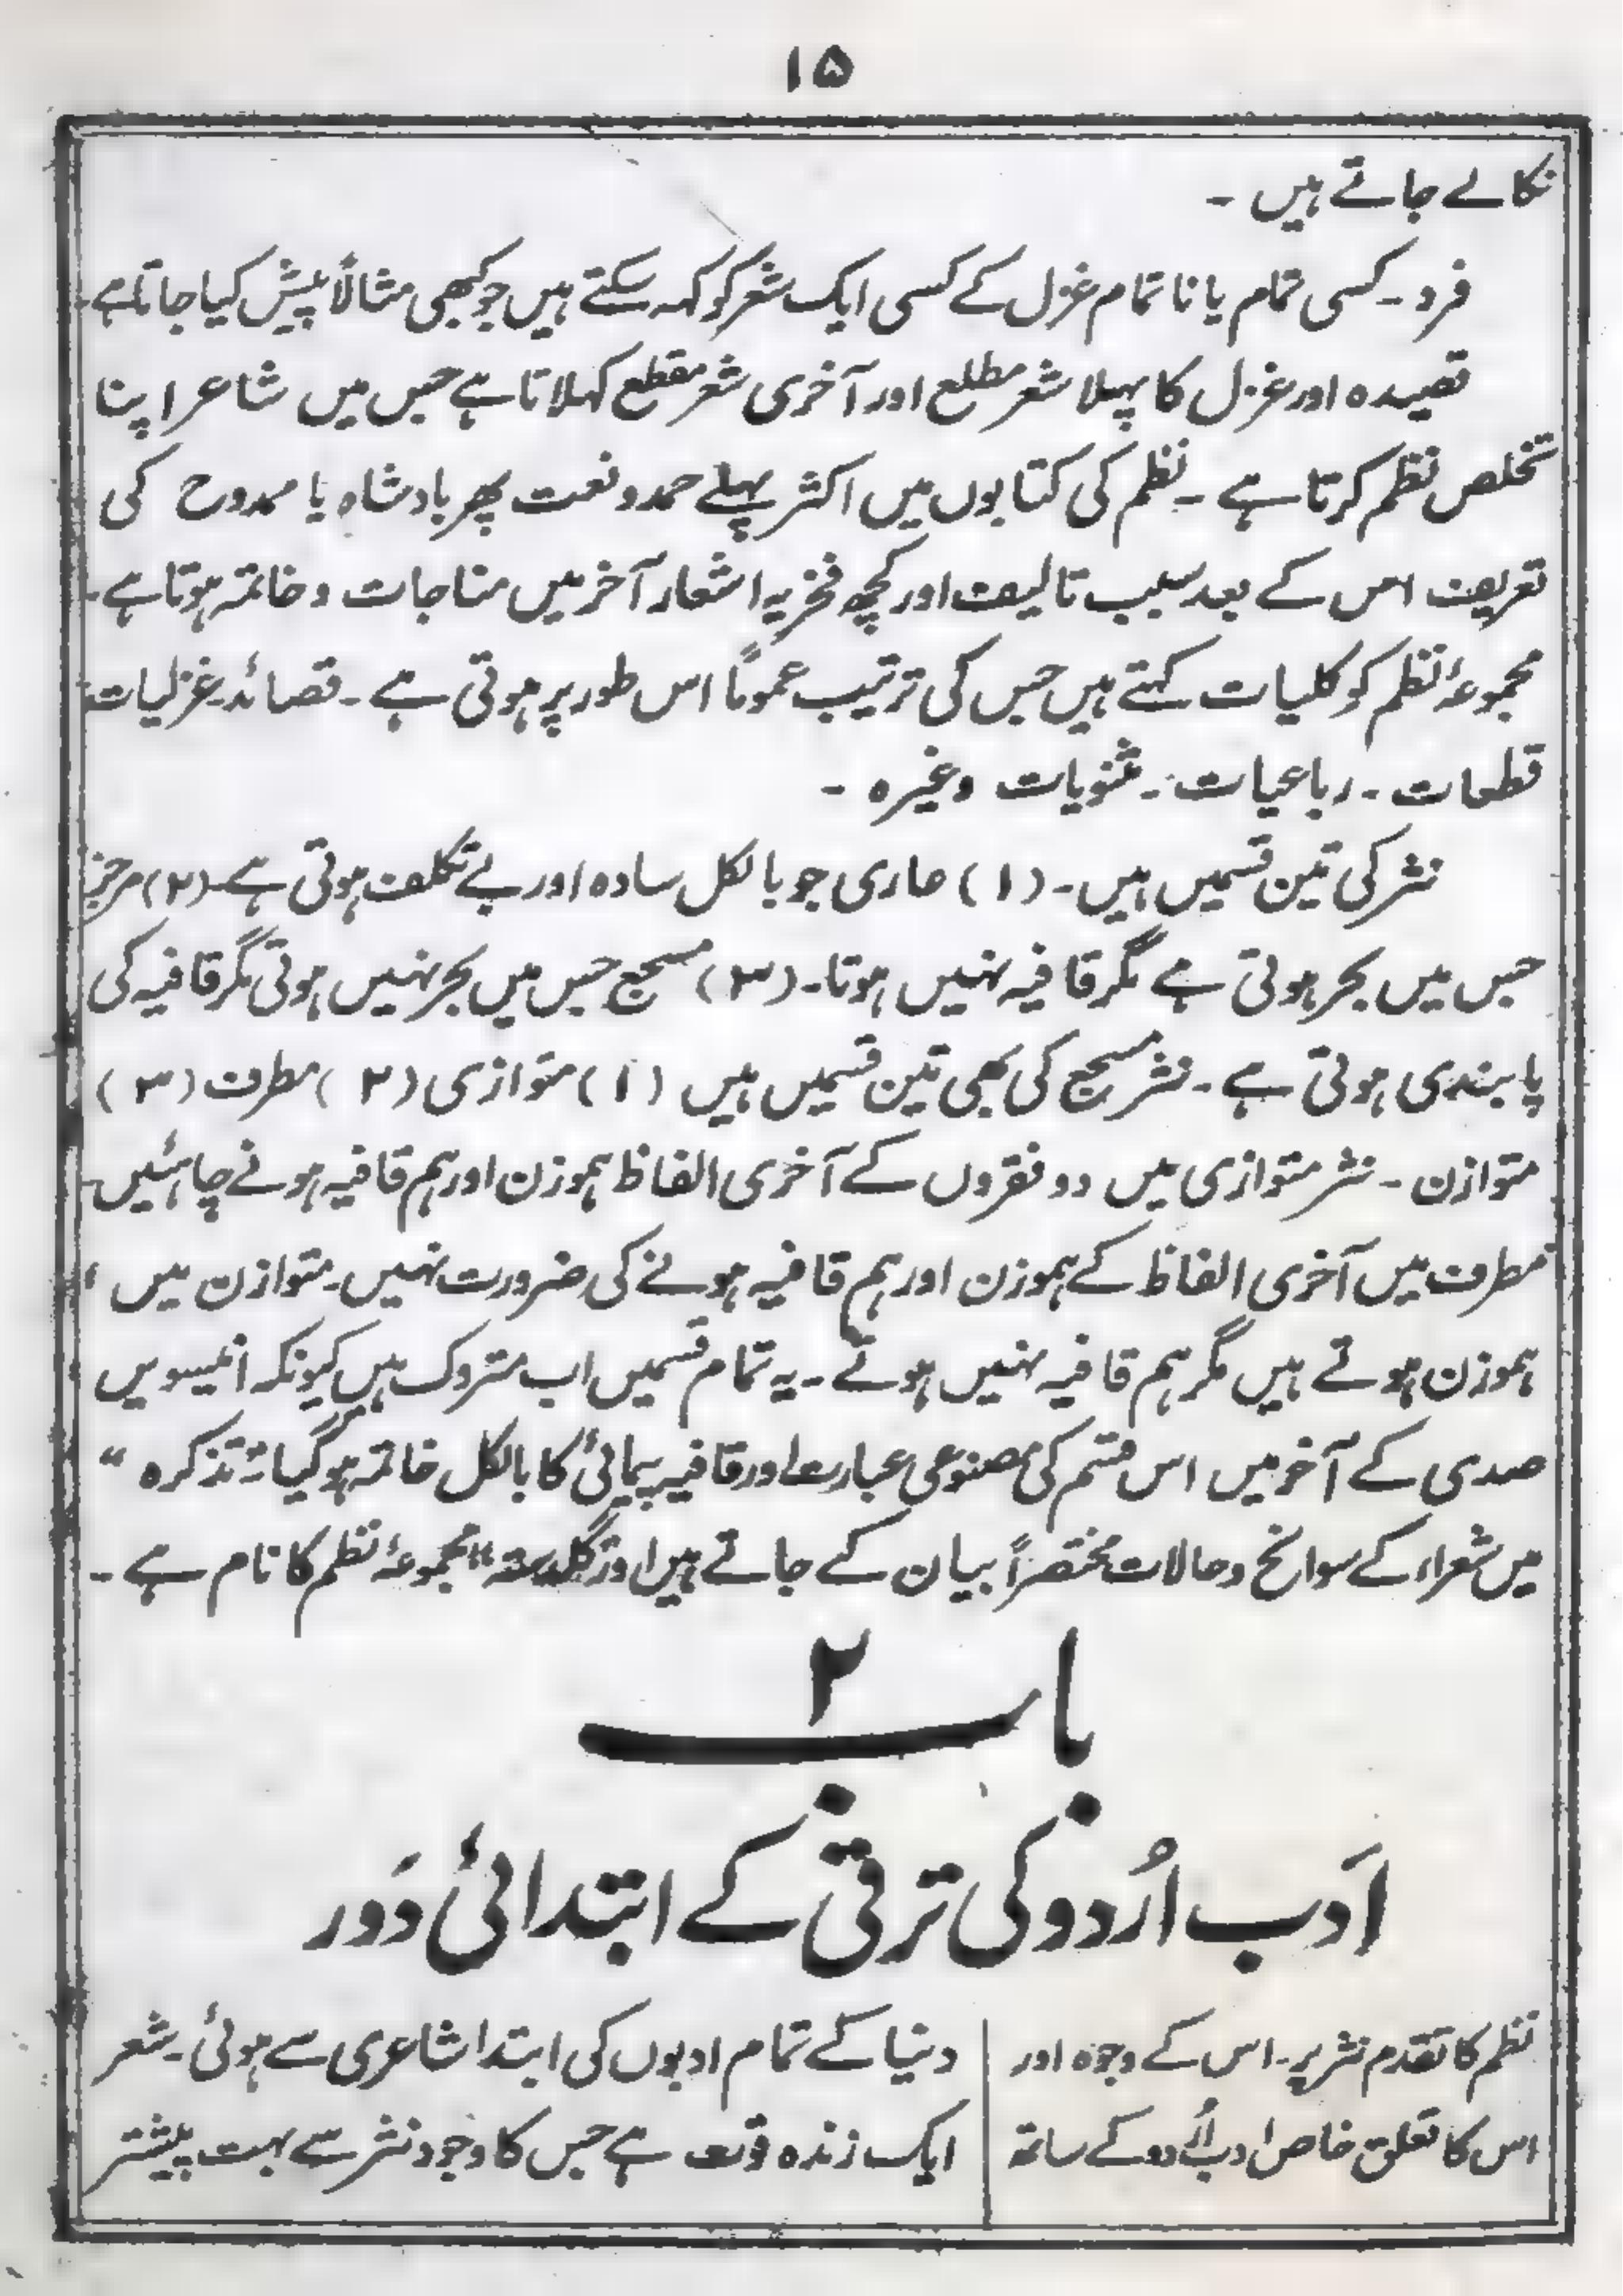 ۱۵
نکالے جاتے ہیں ۔
فرد ۔ کسی تمام یا نا تمام غزل کے کسی ایک شعر کو کہہ سکتے ہیں جو کبھی مثالاً پیش کیا جاتا ہے۔
قصیدہ اور غزل کا پہلا شعر مطلع اور آخری شعر مقطع کہلاتا ہے جس میں شاعر اپنا
تخلص نظم کرتا ہے ۔ نظم کی کتابوں میں اکثر پہلے حمد و نعت پھر بادشاہ یا ممدوح کی
تعریف اس کے بعد سبب تالیف اور کچھ فخریہ اشعار آخر میں مناجات و خاتمہ ہوتا ہے۔
مجموعۂ نظم کو کلیات کہتے ہیں جس کی ترتیب عموماً اس طور پر ہوتی ہے ۔ قصائد۔ غزلیات
قطعات ۔ رباعیات ۔ مثنویات وغیرہ ۔
نثر کی تین قسمیں ہیں ۔ (۱) عاری جو بالکل سادہ اور بے تکلف ہوتی ہے ۔ (۲) مرجز
جس میں بحر ہوتی ہے مگر قافیہ نہیں ہوتا ۔ (۳) مسجع جس میں بحر نہیں ہوتی مگر قافیہ کی
پابندی ہوتی ہے ۔ نثر مسجع کی بھی تین قسمیں ہیں (۱) متوازی (۲) مطرف (۳)
متوازن ۔ نثر متوازی میں دو فقروں کے آخری الفاظ ہموزن اور ہم قافیہ ہونے چاہئیں۔
مطرف میں آخری الفاظ کے ہموزن اور ہم قافیہ ہونے کی ضرورت نہیں ۔ متوازن میں
ہموزن ہوتے ہیں مگر ہم قافیہ نہیں ہوتے ۔ یہ تمام قسمیں اب متروک ہیں کیونکہ انیسویں
صدی کے آخر میں اس قسم کی مصنوعی عبارت اور قافیہ پیمائی کا بالکل خاتمہ ہو گیا ۔ "تذکرہ"
میں شعراء کے سوانح و حالات مختصراً بیان کے جاتے ہیں اور "گلدستہ" مجموعۂ نظم کا نام ہے ۔
باب ۲
اَدب اُردو کی ترقی کے ابتدائی دَور
نظم کا تقدم نثر پر ۔ اس کے وجوہ اور
اس کا تعلق خاص ادب اُردو کے ساتھ
دنیا کے تمام ادبوں کی ابتدا شاعری سے ہوئی ۔ شعر
ایک زندہ قوت ہے جس کا وجود نثر سے بہت پیشتر